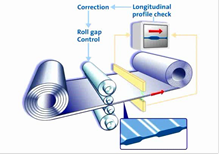 Correction
Longitudinal
profile check
Roll gap
Control